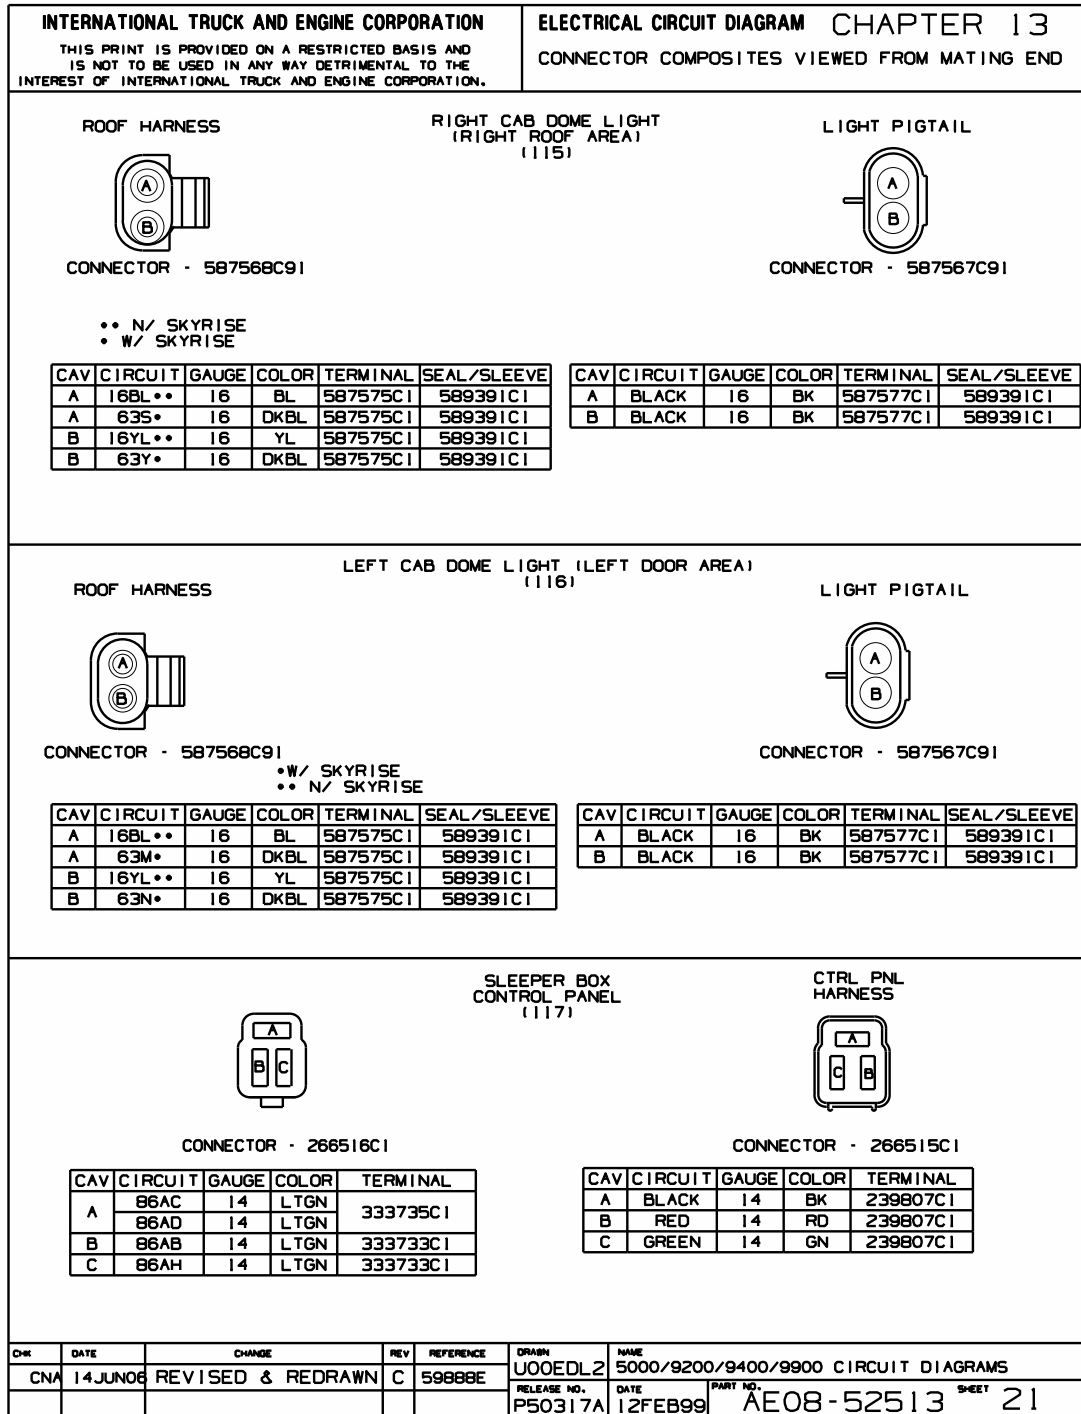 INTERNATIONAL TRUCK AND ENGINE CORPORATION
THIS PRINT IS PROVIDED ON A RESTRICTED BASIS AND
IS NOT TO BE USED IN ANY WAY DETRIMENTAL TO THE
INTEREST OF INTERNATIONAL TRUCK AND ENGINE CORPORATION.
ELECTRICAL CIRCUIT DIAGRAM CHAPTER 13
CONNECTOR COMPOSITES VIEWED FROM MATING END
RIGHT CAB DOME LIGHT
(RIGHT ROOF AREA)
(115)
ROOF HARNESS
A
B
CONNECTOR - 587568C91
LIGHT PIGTAIL
A
B
CONNECTOR - 587567C91
•• N/ SKYRISE
• W/ SKYRISE
CAV CIRCUIT GAUGE COLOR TERMINAL SEAL/SLEEVE
A 16BL•• 16 BL 587575C1 589391C1
A 63S• 16 DKBL 587575C1 589391C1
B 16YL•• 16 YL 587575C1 589391C1
B 63Y• 16 DKBL 587575C1 589391C1
CAV CIRCUIT GAUGE COLOR TERMINAL SEAL/SLEEVE
A BLACK 16 BK 587577C1 589391C1
B BLACK 16 BK 587577C1 589391C1
LEFT CAB DOME LIGHT (LEFT DOOR AREA)
(116)
ROOF HARNESS
A
B
CONNECTOR - 587568C91
LIGHT PIGTAIL
A
B
CONNECTOR - 587567C91
•W/ SKYRISE
•• N/ SKYRISE
CAV CIRCUIT GAUGE COLOR TERMINAL SEAL/SLEEVE
A 16BL•• 16 BL 587575C1 589391C1
A 63M• 16 DKBL 587575C1 589391C1
B 16YL•• 16 YL 587575C1 589391C1
B 63N• 16 DKBL 587575C1 589391C1
CAV CIRCUIT GAUGE COLOR TERMINAL SEAL/SLEEVE
A BLACK 16 BK 587577C1 589391C1
B BLACK 16 BK 587577C1 589391C1
SLEEPER BOX
CONTROL PANEL
(117)
CTRL PNL
HARNESS
A
B C
CONNECTOR - 266516C1
A
C B
CONNECTOR - 266515C1
CAV CIRCUIT GAUGE COLOR TERMINAL
A 86AC 14 LTGN 333735C1
86AD 14 LTGN
B 86AB 14 LTGN 333733C1
C 86AH 14 LTGN 333733C1
CAV CIRCUIT GAUGE COLOR TERMINAL
A BLACK 14 BK 239807C1
B RED 14 RD 239807C1
C GREEN 14 GN 239807C1
CHK DATE CHANGE REV REFERENCE
CNA 14JUN06 REVISED & REDRAWN C 59888E
DRAWN
U00EDL2
NAME
5000/9200/9400/9900 CIRCUIT DIAGRAMS
RELEASE NO.
P50317A
DATE
12FEB99
PART NO.
AE08-52513
SHEET 21